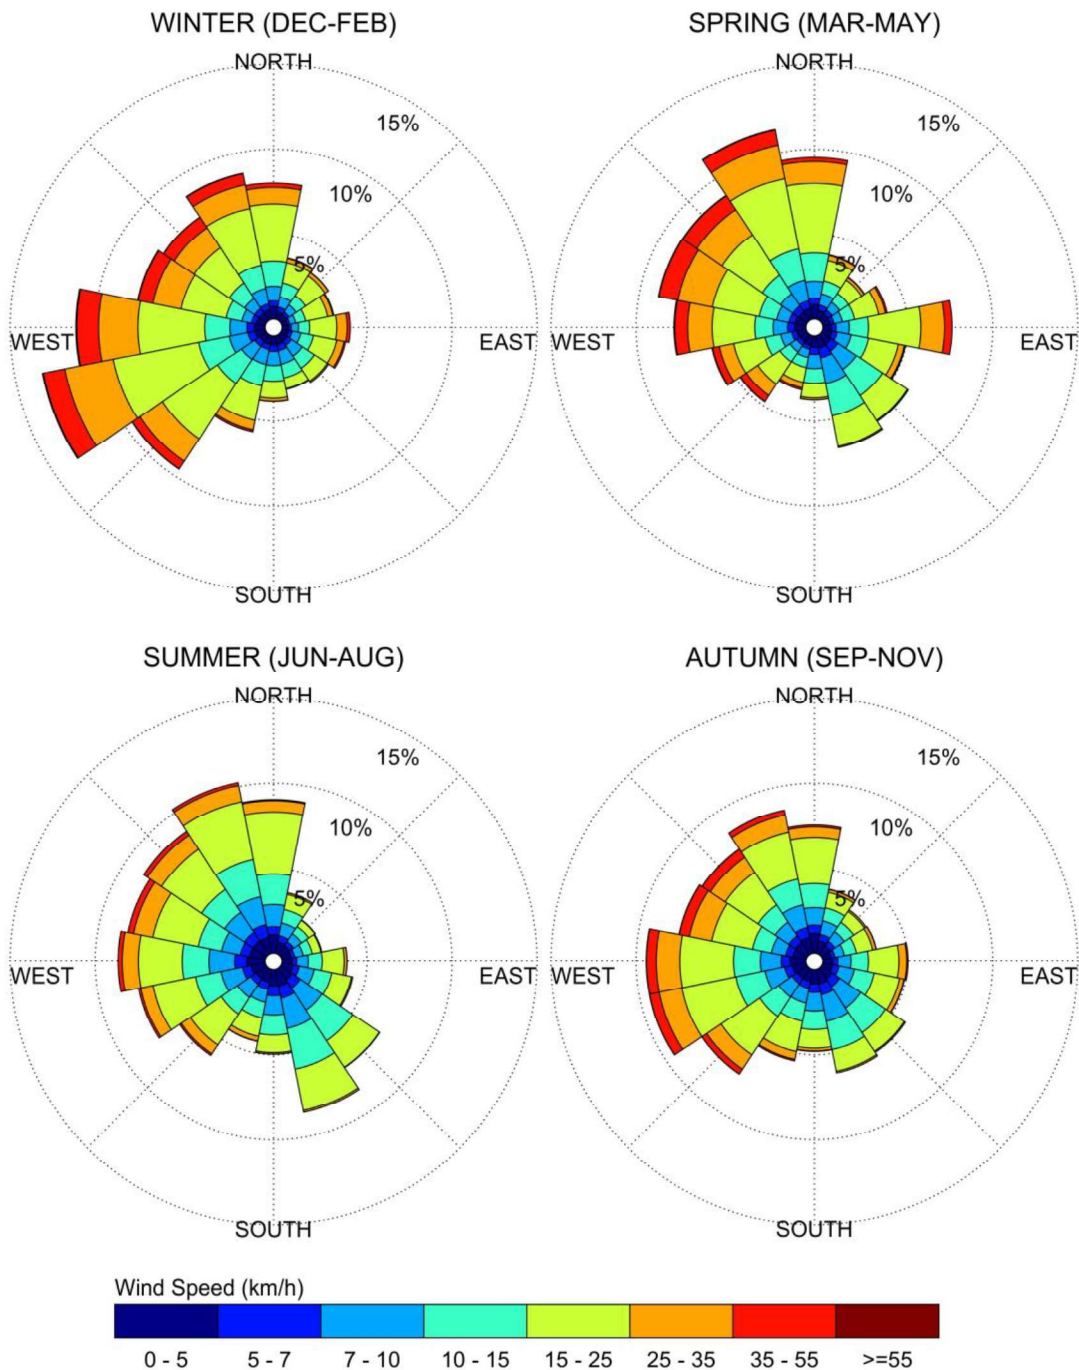 WINTER (DEC-FEB)
SPRING (MAR-MAY)
NORTH
NORTH
15%
15%
10%
10%
5%
5%
WEST
EAST
WEST
EAST
SOUTH
SOUTH
SUMMER (JUN-AUG)
AUTUMN (SEP-NOV)
NORTH
NORTH
15%
15%
10%
10%
5%
5%
WEST
EAST
WEST
EAST
SOUTH
SOUTH
Wind Speed (km/h)
0 - 5 5 - 7 7 - 10 10 - 15 15 - 25 25 - 35 35 - 55 >=55